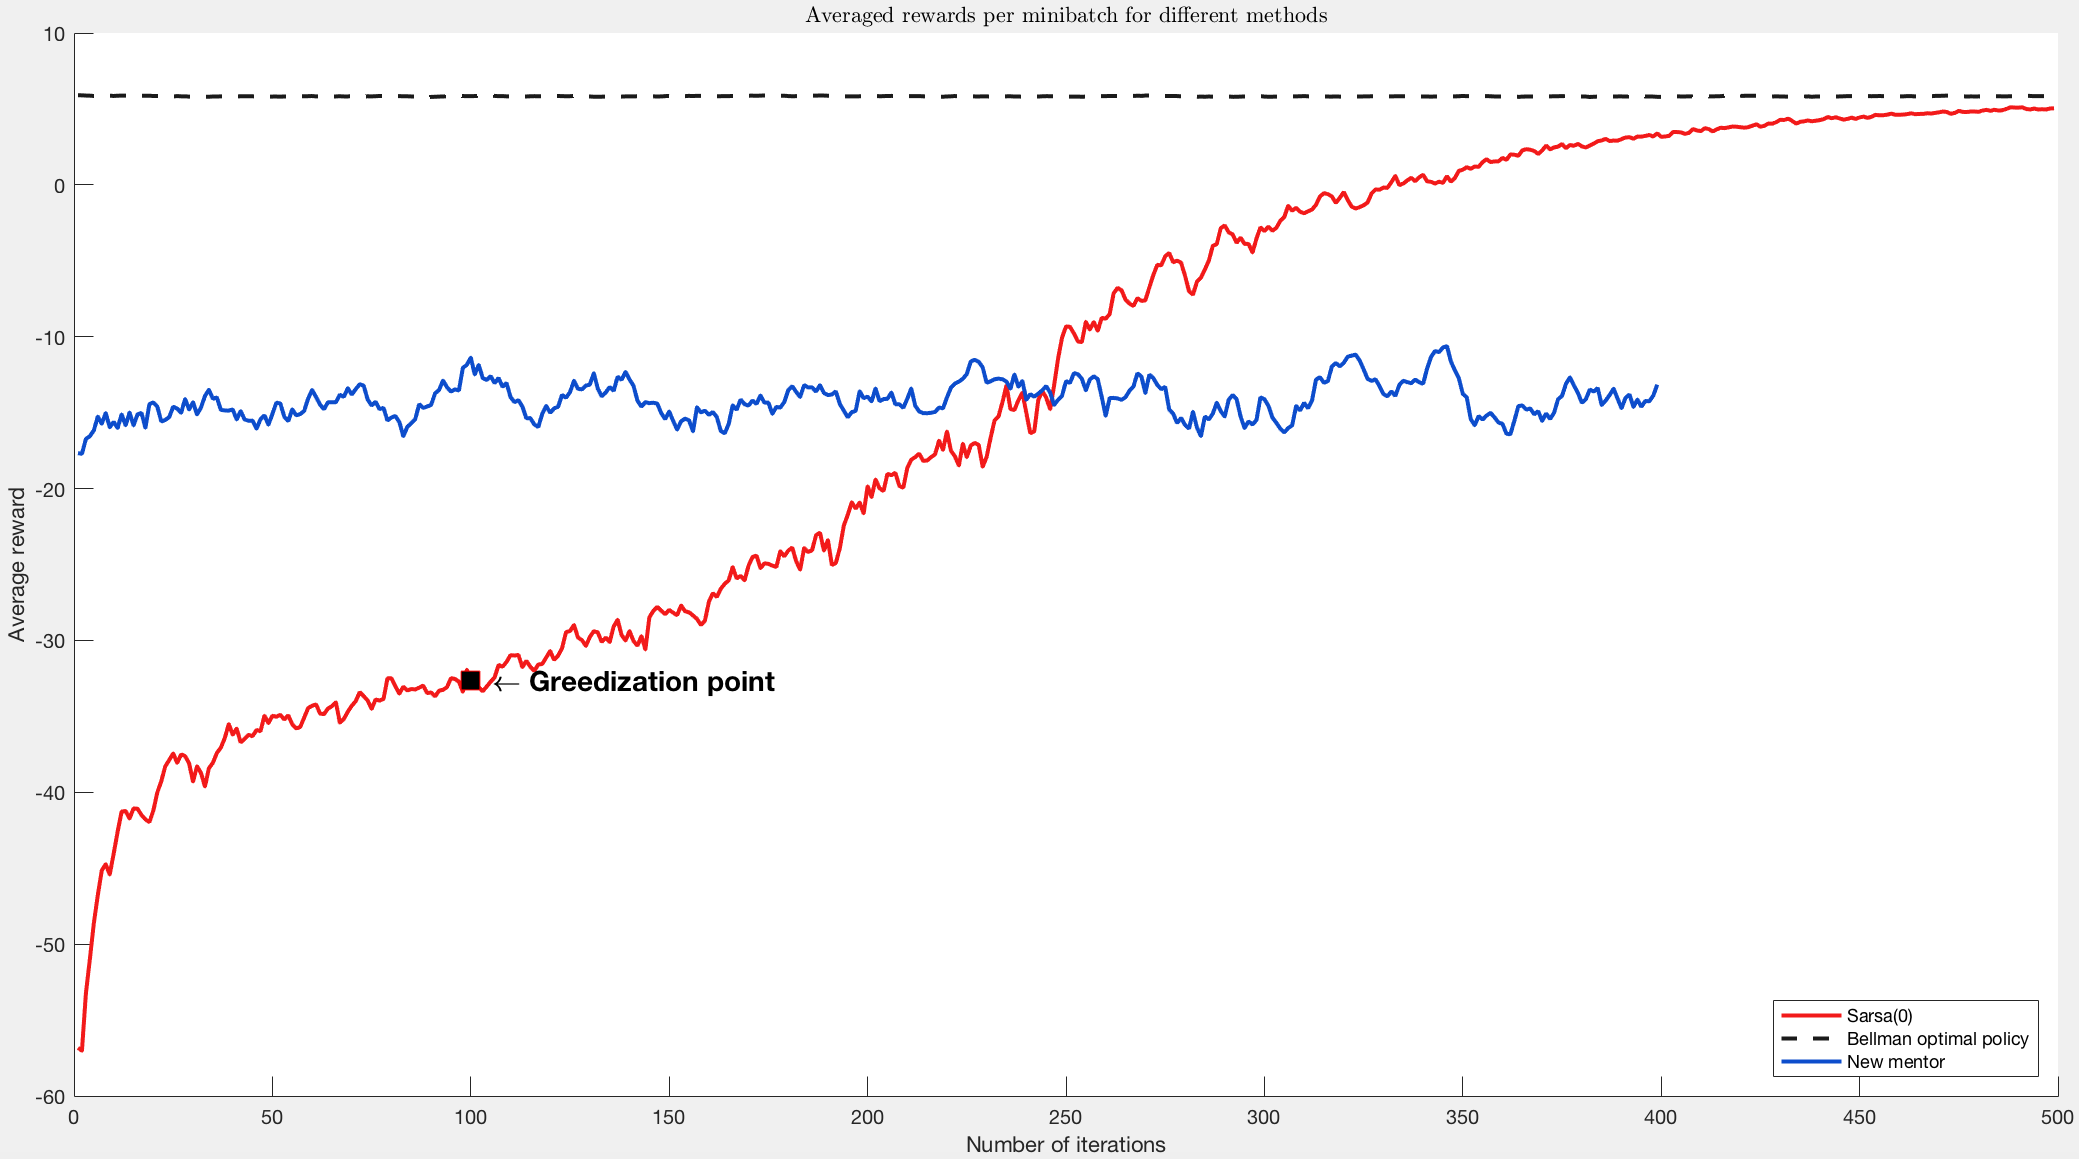 Averaged rewards per minibatch for different methods
10
0
-10
-20
-30
-40
-50
-60
Average reward
← Greedization point
Sarsa(0)
Bellman optimal policy
New mentor
0 50 100 150 200 250 300 350 400 450 500
Number of iterations